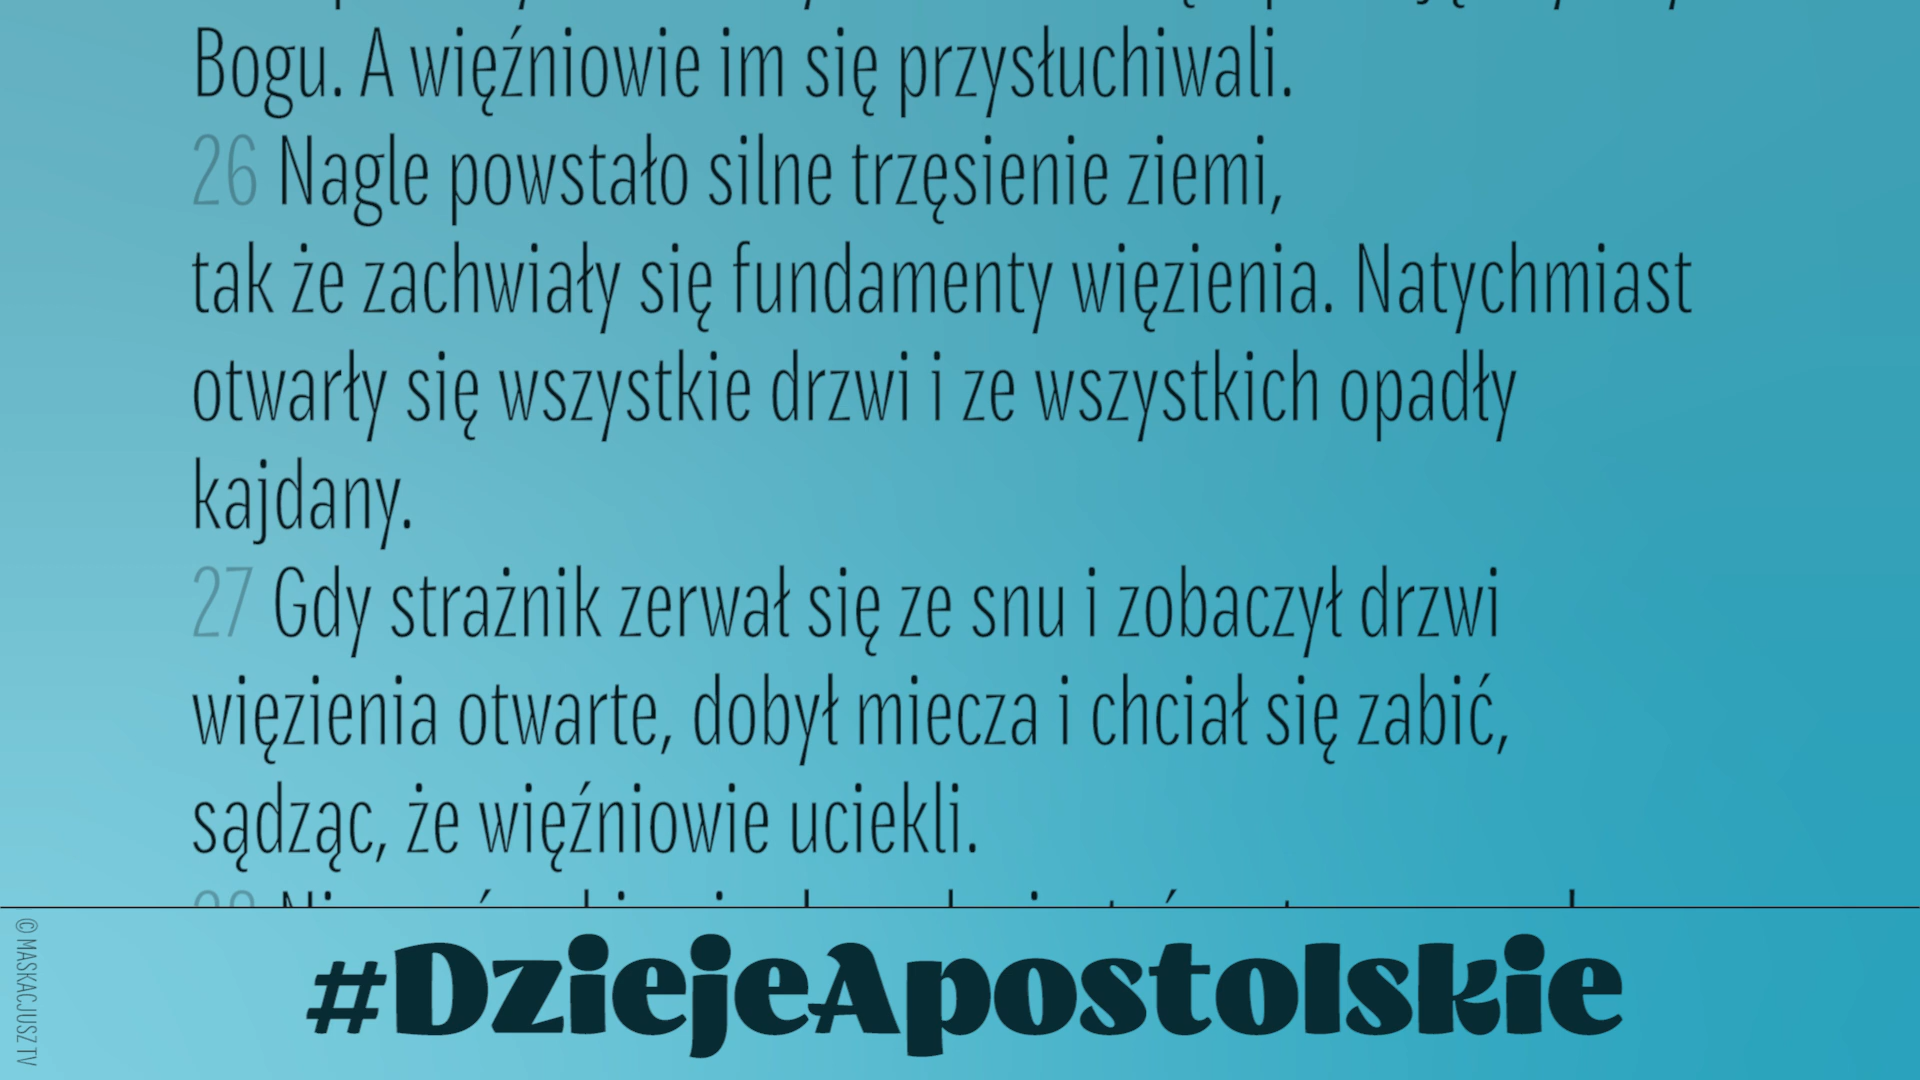 Bogu. A więźniowie im się przysłuchiwali.
26 Nagle powstało silne trzęsienie ziemi,
tak że zachwiały się fundamenty więzienia. Natychmiast
otwarły się wszystkie drzwi i ze wszystkich opadły
kajdany.
27 Gdy strażnik zerwał się ze snu i zobaczył drzwi
więzienia otwarte, dobył miecza i chciał się zabić,
sądząc, że więźniowie uciekli.
#DziejeApostolskie
© MASKACJUSZ TV